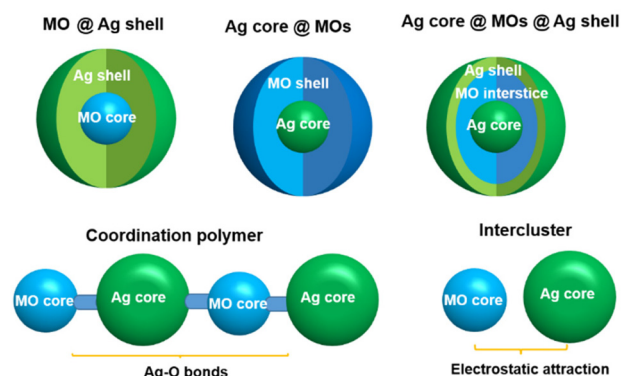 MO @ Ag shell
Ag core @ MOs
Ag core @ MOs @ Ag shell
Ag shell
MO core
MO shell
Ag core
Ag shell
MO interstice
Ag core
Coordination polymer
Intercluster
MO core
Ag core
MO core
Ag core
MO core
Ag core
Ag-O bonds
Electrostatic attraction